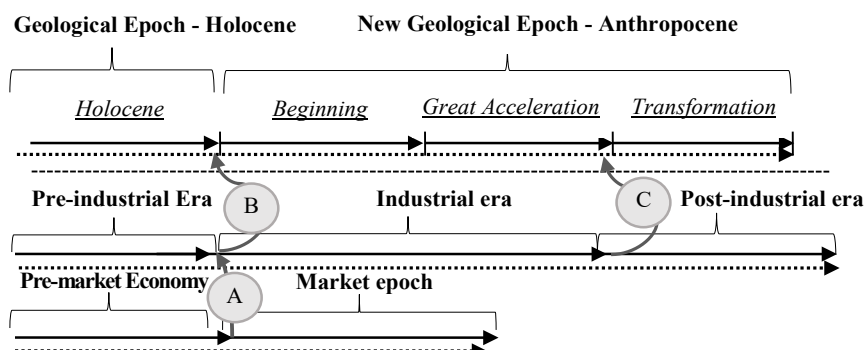 Geological Epoch - Holocene
New Geological Epoch - Anthropocene
Holocene
Beginning
Great Acceleration
Transformation
B
C
Pre-industrial Era
Industrial era
Post-industrial era
A
Pre-market Economy
Market epoch